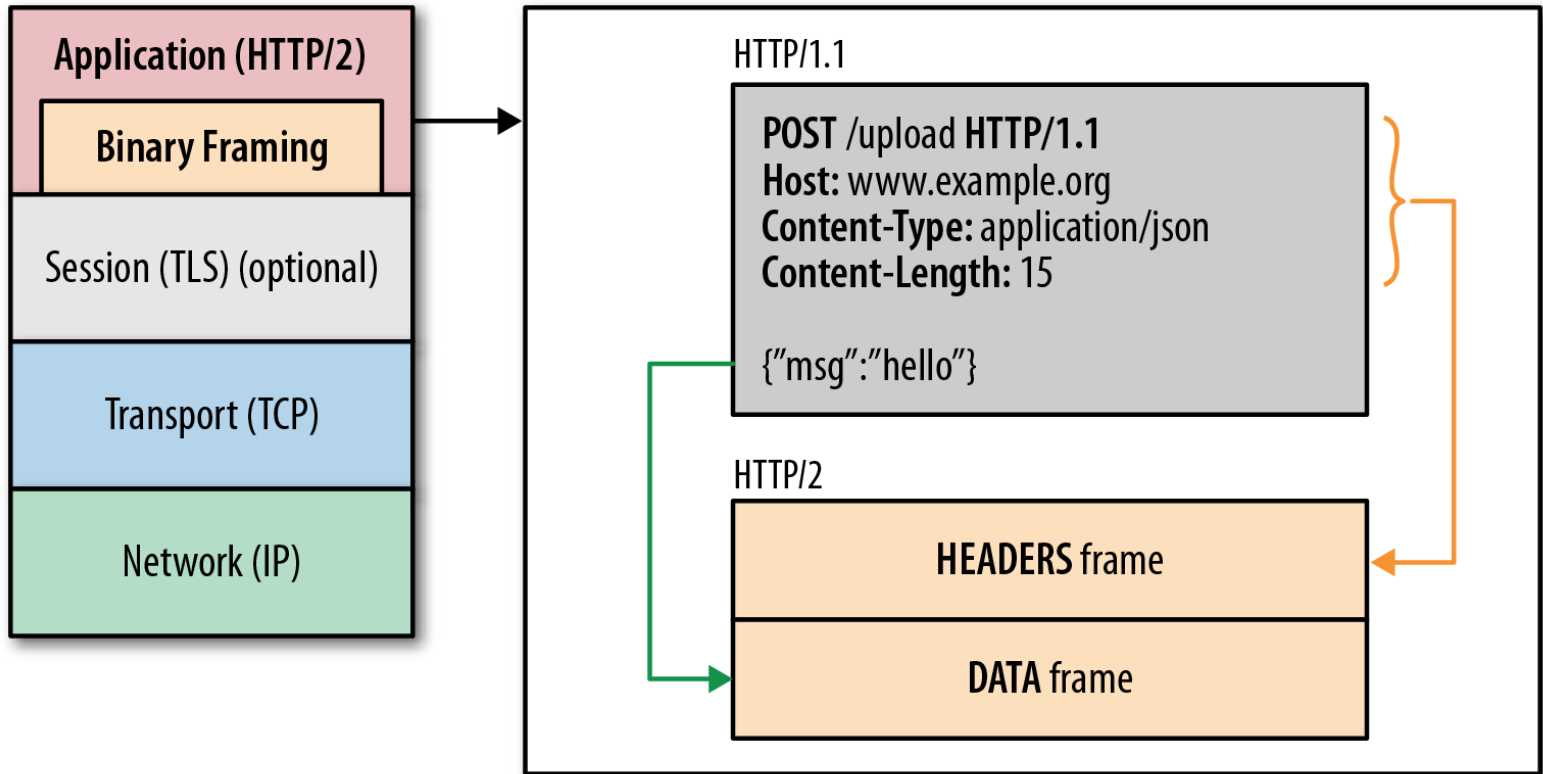 Application (HTTP/2)
Binary Framing
Session (TLS) (optional)
Transport (TCP)
Network (IP)
HTTP/1.1
POST /upload HTTP/1.1
Host: www.example.org
Content-Type: application/json
Content-Length: 15
{”msg”:”hello”}
HTTP/2
HEADERS frame
DATA frame